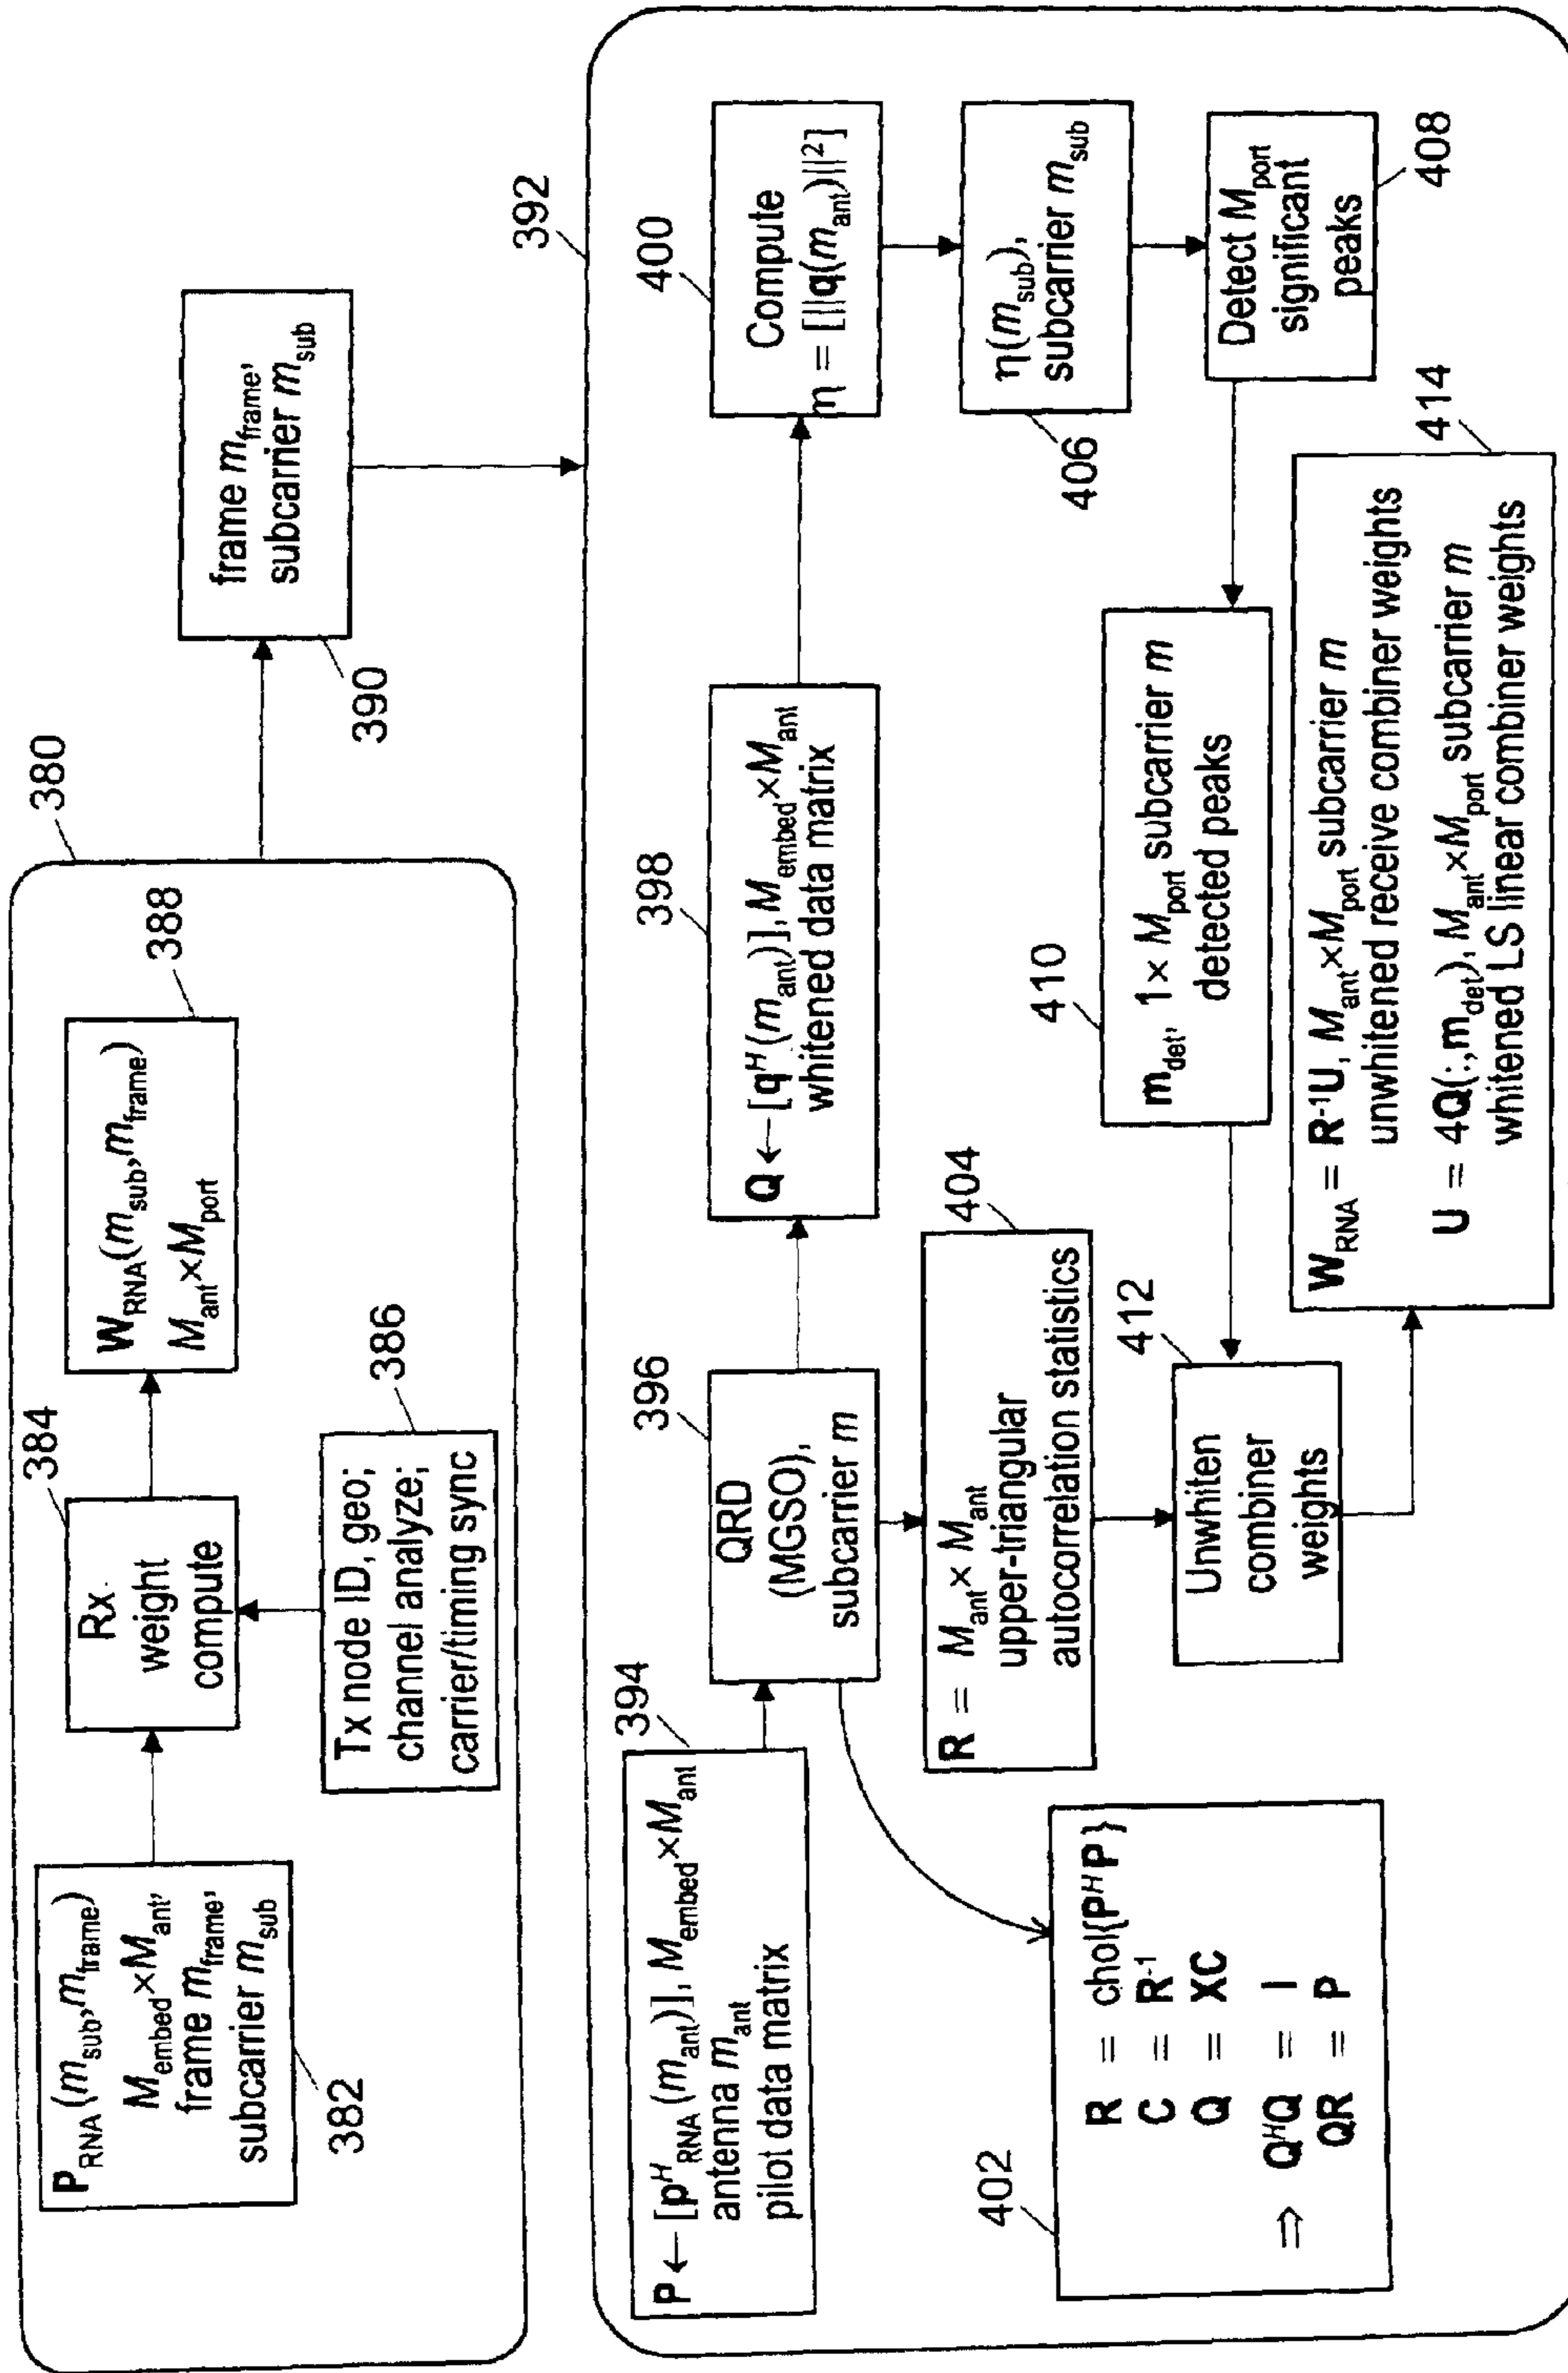 380
P_RNA(m_sub, m_frame)
M_embed×M_ant,
frame m_frame,
subcarrier m_sub
382
Rx
weight
compute
384
Tx node ID, geo;
channel analyze;
carrier/timing sync
386
W_RNA(m_sub, m_frame)
M_ant×M_port
388
frame m_frame,
subcarrier m_sub
390
392
P ← [p^H_RNA(m_ant)], M_embed×M_ant
antenna m_ant
pilot data matrix
394
QRD
(MGSO),
subcarrier m
396
Q ← [q^H(m_ant)], M_embed×M_ant
whitened data matrix
398
Compute
η = [||q(m_ant)||²]
400
R = chol{P^H P}
C = R⁻¹
Q = XC
⇒ Q^H Q = I
QR = P
402
R = M_ant×M_ant
upper-triangular
autocorrelation statistics
404
η(m_sub),
subcarrier m_sub
406
Detect M_port
significant
peaks
408
m_det, 1×M_port subcarrier m
detected peaks
410
Unwhiten
combiner
weights
412
W_RNA = R⁻¹U, M_ant×M_port subcarrier m
unwhitened receive combiner weights
U = 4Q(:,m_det), M_ant×M_port subcarrier m
whitened LS linear combiner weights
414